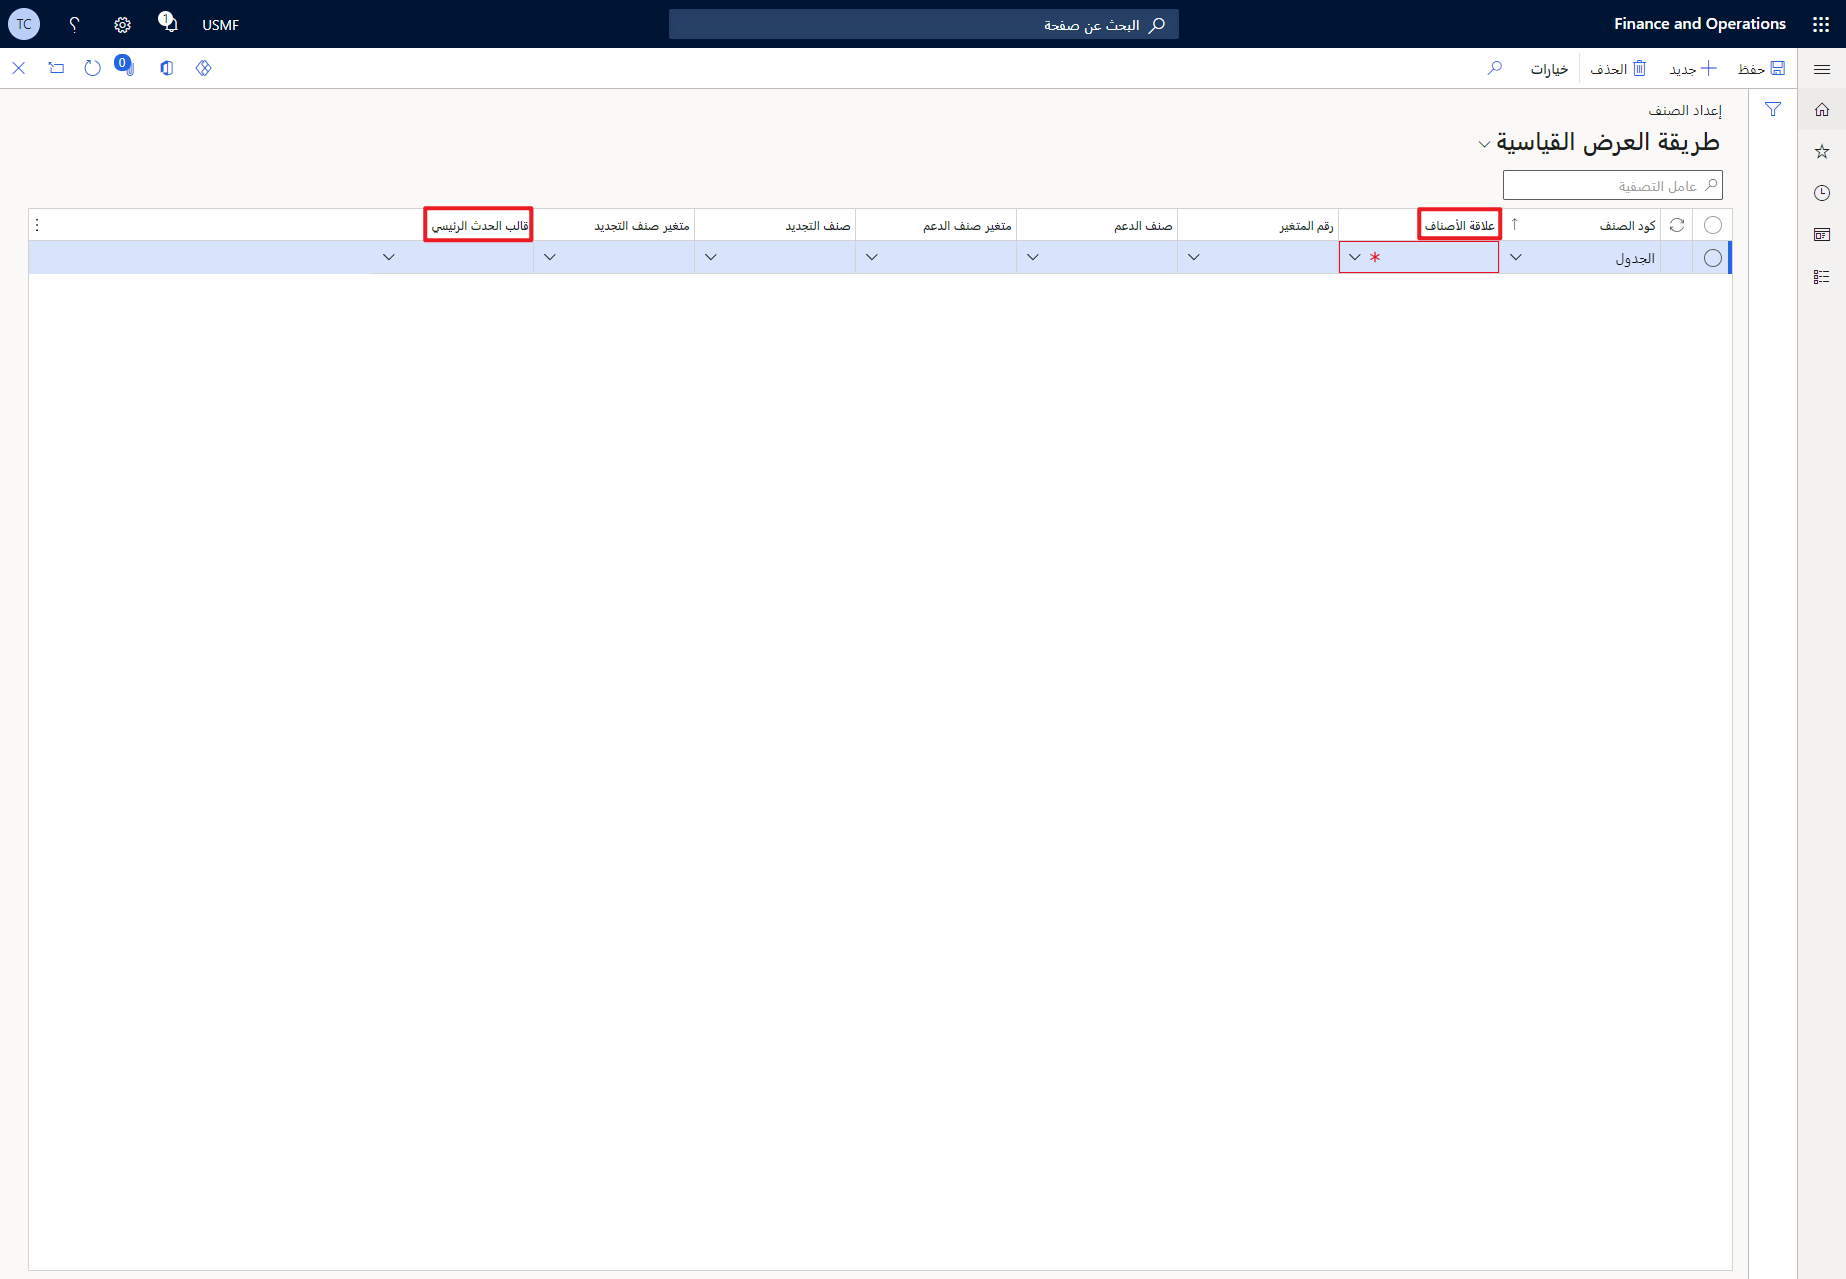 Finance and Operations
البحث عن صفحة
USMF
1
؟
TC
حفظ
جديد
الحذف
خيارات
0
إعداد الصنف
طريقة العرض القياسية
عامل التصفية
كود الصنف
علاقة الأصناف
رقم المتغير
صنف الدعم
متغير صنف الدعم
صنف التجديد
متغير صنف التجديد
قالب الحدث الرئيسي
الجدول
*